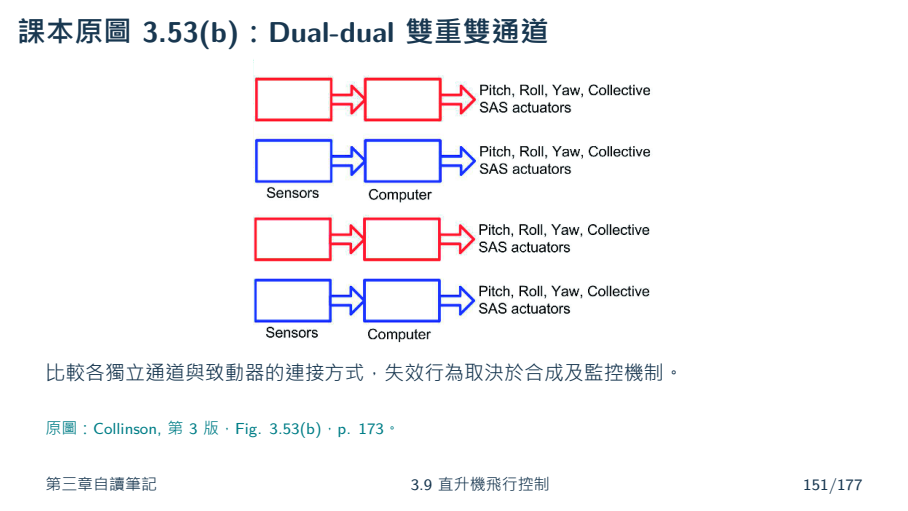 課本原圖 3.53(b)：Dual-dual 雙重雙通道
Pitch, Roll, Yaw, Collective
SAS actuators
Pitch, Roll, Yaw, Collective
SAS actuators
Sensors
Computer
Pitch, Roll, Yaw, Collective
SAS actuators
Pitch, Roll, Yaw, Collective
SAS actuators
Sensors
Computer
比較各獨立通道與致動器的連接方式，失效行為取決於合成及監控機制。
原圖：Collinson, 第 3 版，Fig. 3.53(b)，p. 173。
第三章自讀筆記
3.9 直升機飛行控制
151/177